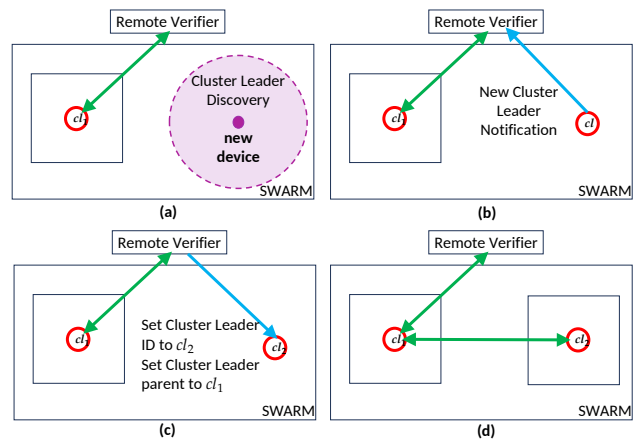 Remote Verifier
cl₁
Cluster Leader
Discovery
new
device
SWARM
(a)
Remote Verifier
cl₁
New Cluster
Leader
Notification
cl
SWARM
(b)
Remote Verifier
cl₁
Set Cluster Leader
ID to cl₂
Set Cluster Leader
parent to cl₁
cl₂
SWARM
(c)
Remote Verifier
cl₁
cl₂
SWARM
(d)